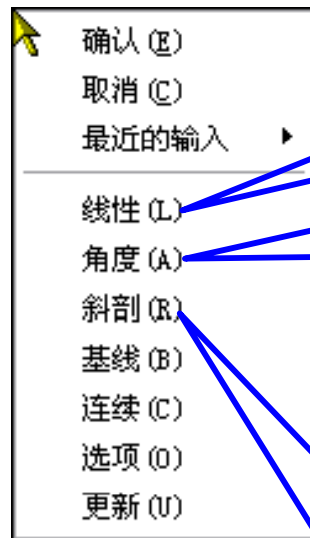 确认(E)
取消(C)
最近的输入
线性(L)
角度(A)
斜剖(R)
基线(B)
连续(C)
选项(O)
更新(U)